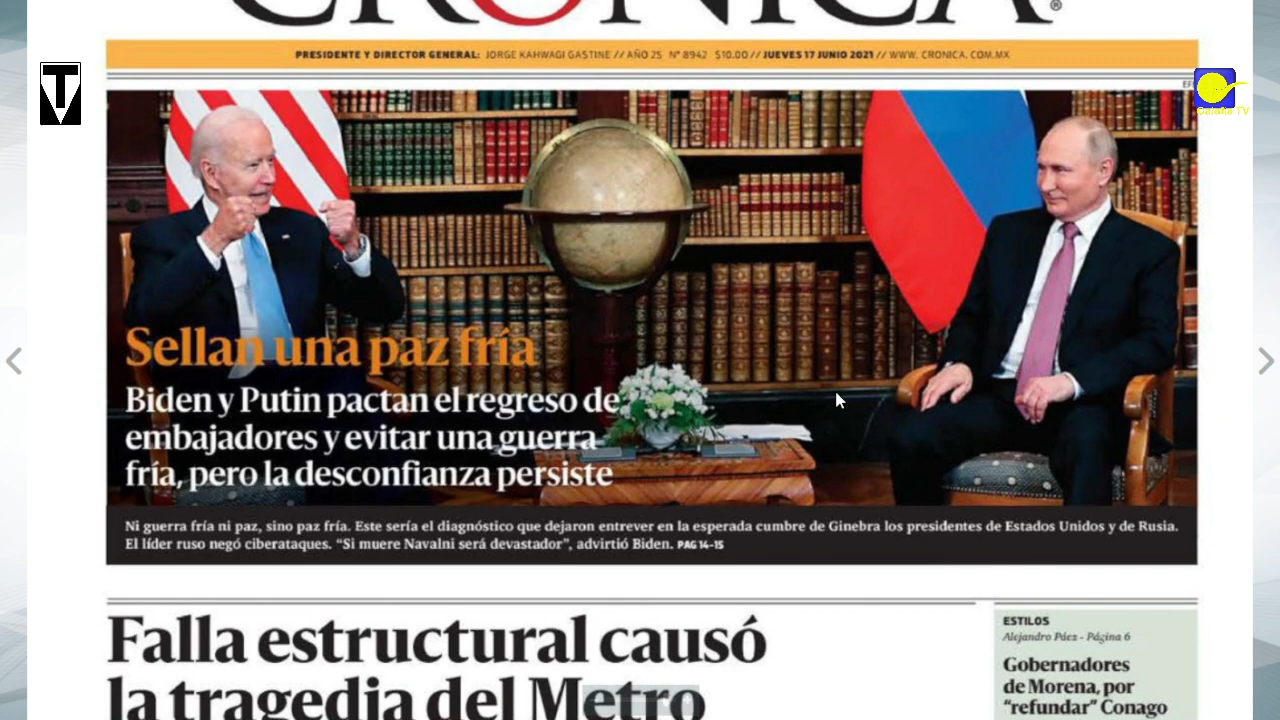 CRÓNICA®
PRESIDENTE Y DIRECTOR GENERAL: JORGE KAHWAGI GASTINE // AÑO 25 Nº 8942 $10.00 // JUEVES 17 JUNIO 2021 // WWW. CRONICA. COM.MX
TV
Calafia TV
Sellan una paz fría
Biden y Putin pactan el regreso de
embajadores y evitar una guerra
fría, pero la desconfianza persiste
Ni guerra fría ni paz, sino paz fría. Este sería el diagnóstico que dejaron entrever en la esperada cumbre de Ginebra los presidentes de Estados Unidos y de Rusia.
El líder ruso negó ciberataques. “Si muere Navalni será devastador”, advirtió Biden. PAG 14-15
Falla estructural causó
la tragedia del Metro
ESTILOS
Alejandro Páez - Página 6
Gobernadores
de Morena, por
“refundar” Conago